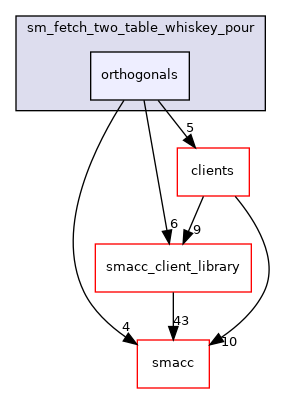 sm_fetch_two_table_whiskey_pour
orthogonals
5
clients
6
9
smacc_client_library
43
4
10
smacc